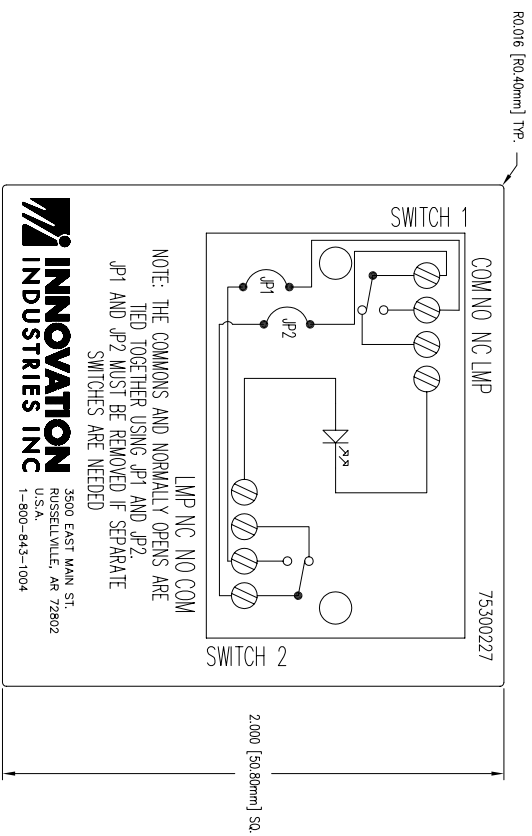 R0.016 [R0.40mm] TYP.
SWITCH 1
COM NO NC LMP
75300227
JP1
JP2
LMP NC NO COM
SWITCH 2
NOTE: THE COMMONS AND NORMALLY OPENS ARE
TIED TOGETHER USING JP1 AND JP2.
JP1 AND JP2 MUST BE REMOVED IF SEPARATE
SWITCHES ARE NEEDED
INNOVATION
INDUSTRIES INC
3500 EAST MAIN ST.
RUSSELLVILLE, AR 72802
U.S.A.
1-800-843-1004
2.000 [50.80mm] SQ.